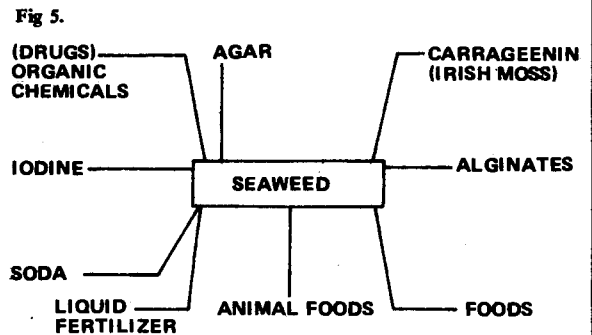 Fig 5.
(DRUGS)
ORGANIC
CHEMICALS
AGAR
CARRAGEENIN
(IRISH MOSS)
IODINE
SEAWEED
ALGINATES
SODA
LIQUID
FERTILIZER
ANIMAL FOODS
FOODS